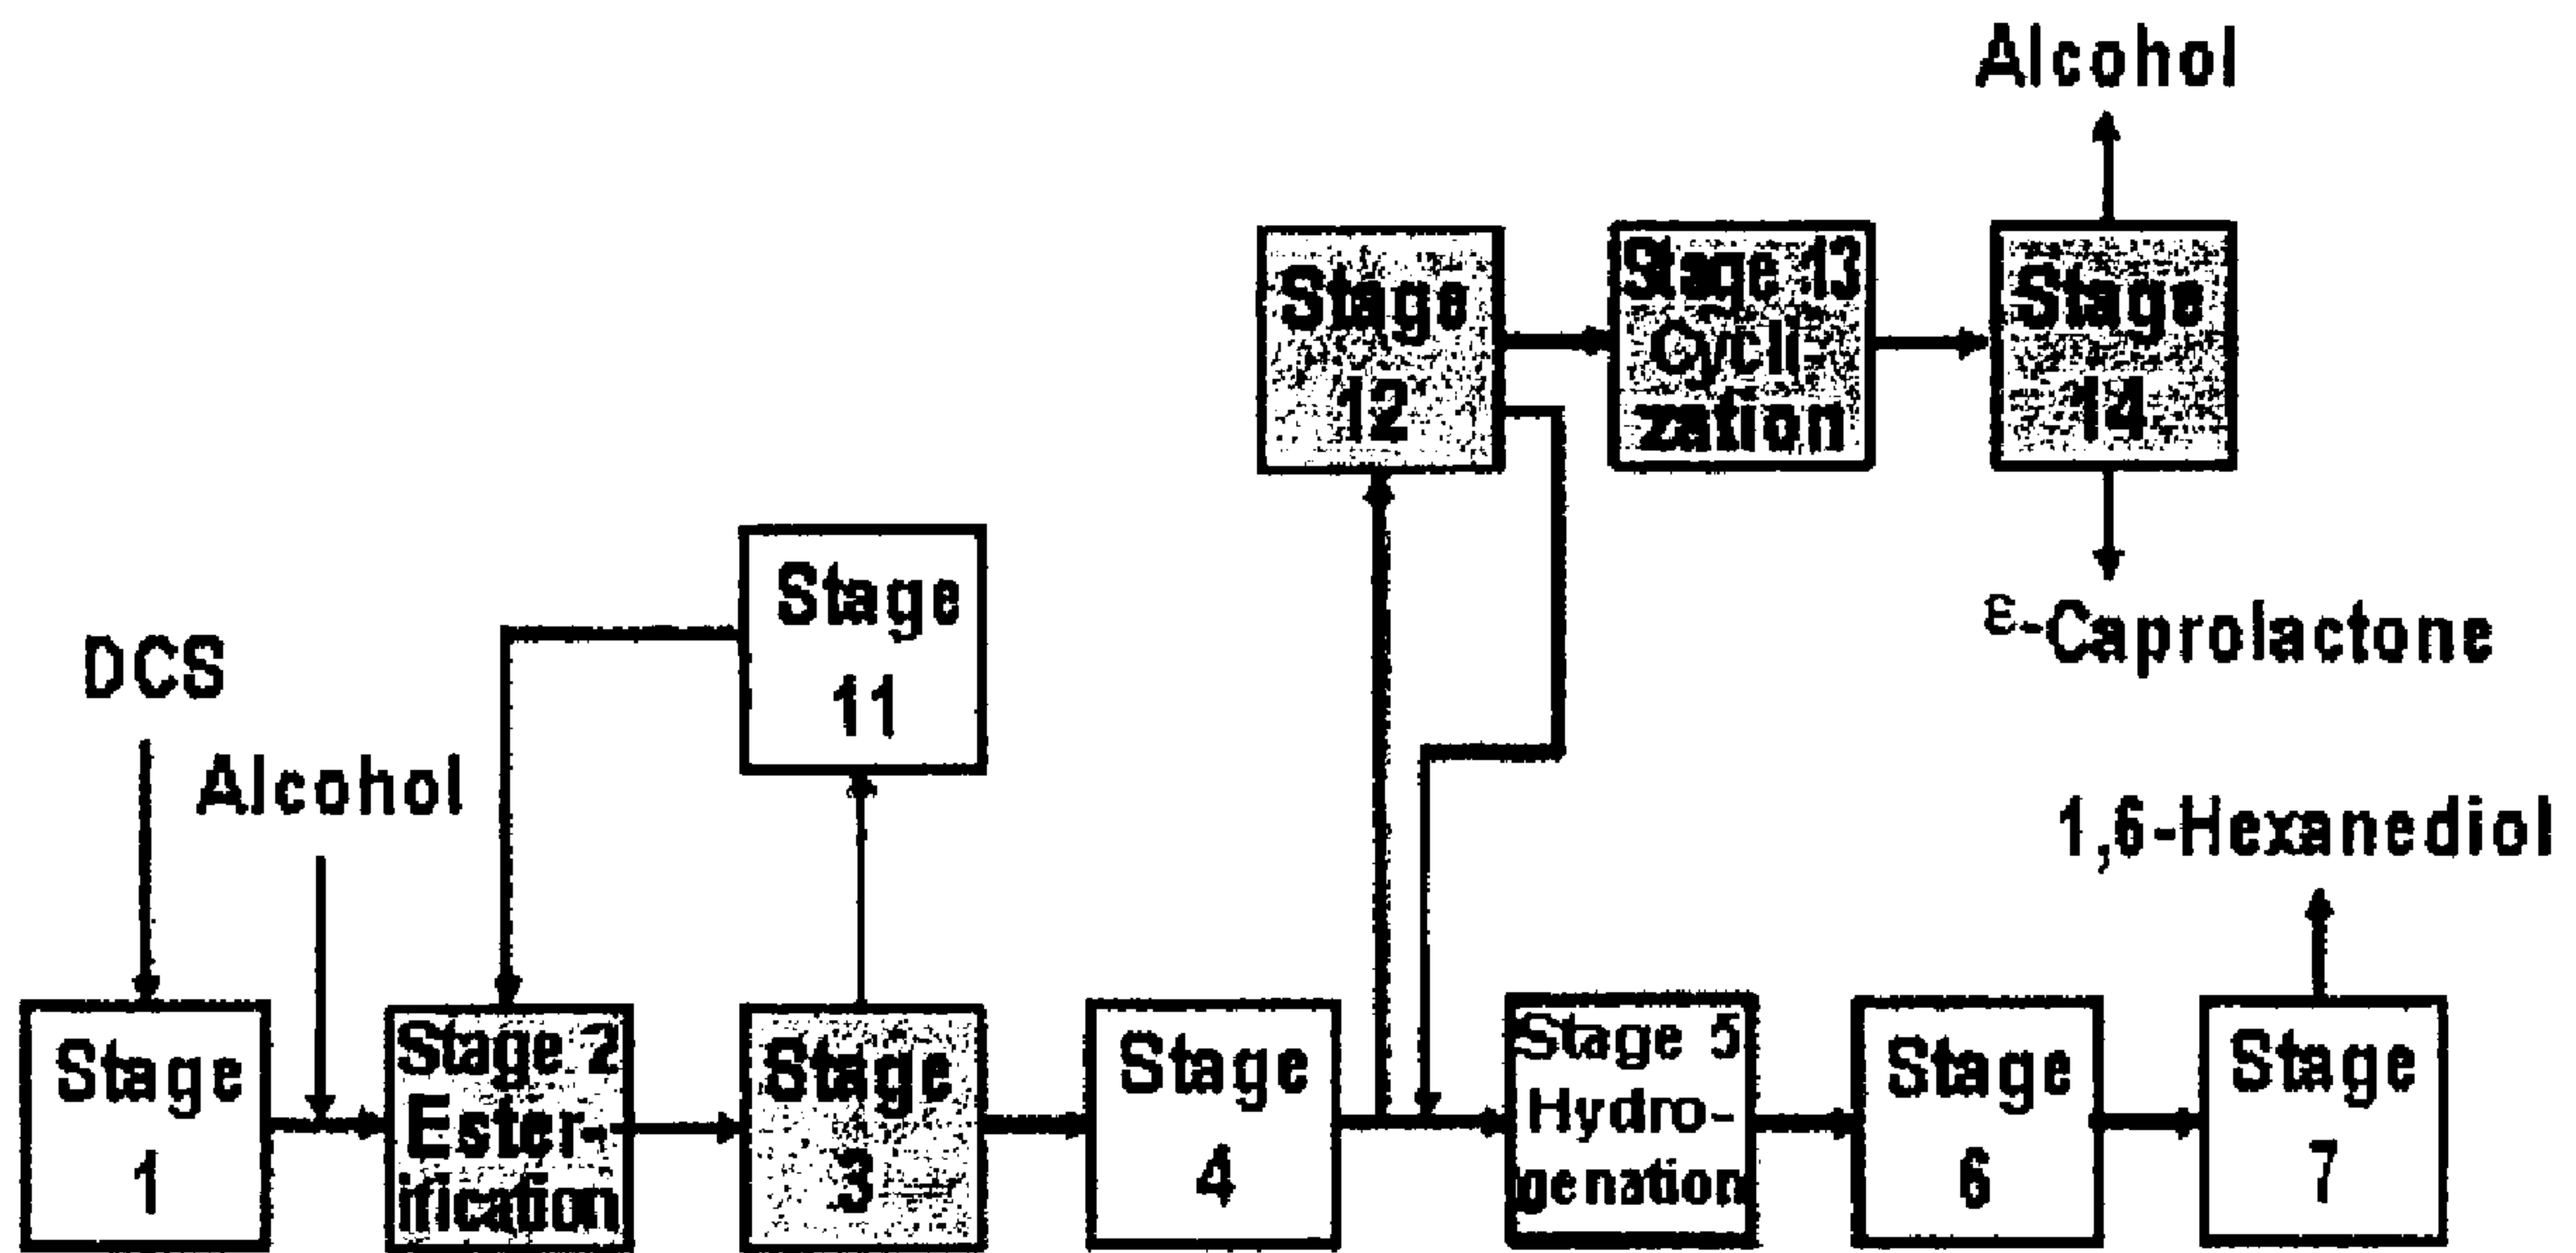 Alcohol
Stage
12
Stage 13
Cycli
zation
Stage
14
ε-Caprolactone
Stage
11
DCS
Alcohol
1,6-Hexanediol
Stage
1
Stage 2
Ester-
ification
Stage
3
Stage
4
Stage 5
Hydro-
genation
Stage
6
Stage
7